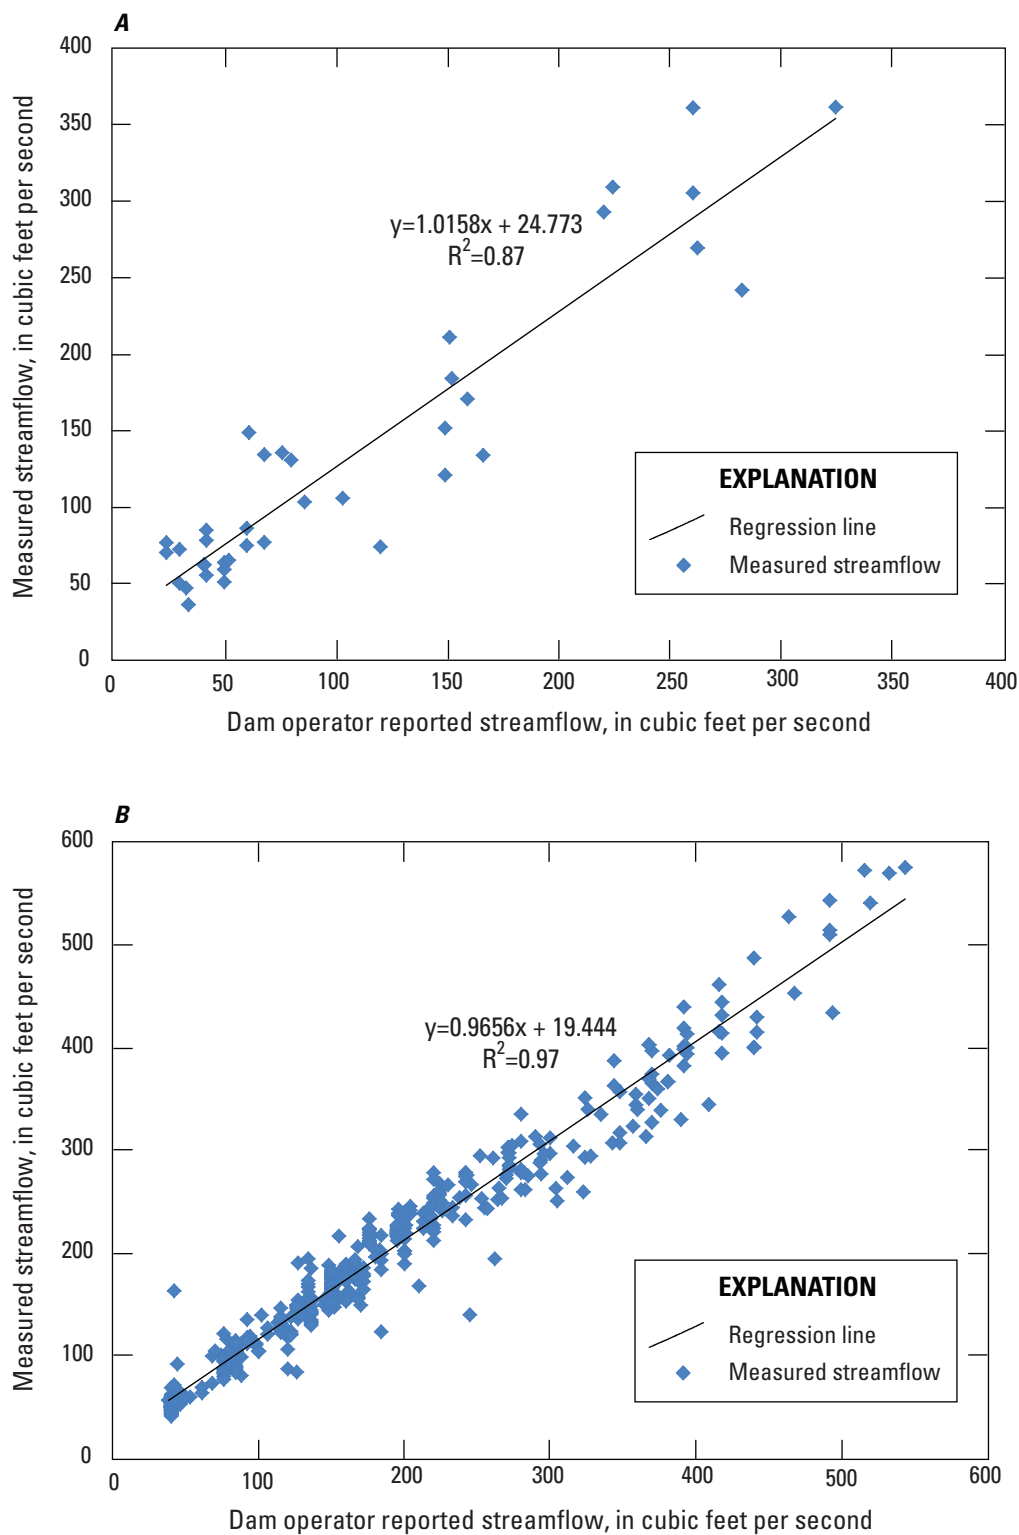 A
400
350
300
250
200
150
100
50
0
Measured streamflow, in cubic feet per second
y=1.0158x + 24.773
R²=0.87
EXPLANATION
Regression line
Measured streamflow
0 50 100 150 200 250 300 350 400
Dam operator reported streamflow, in cubic feet per second
B
600
500
400
300
200
100
0
Measured streamflow, in cubic feet per second
y=0.9656x + 19.444
R²=0.97
EXPLANATION
Regression line
Measured streamflow
0 100 200 300 400 500 600
Dam operator reported streamflow, in cubic feet per second